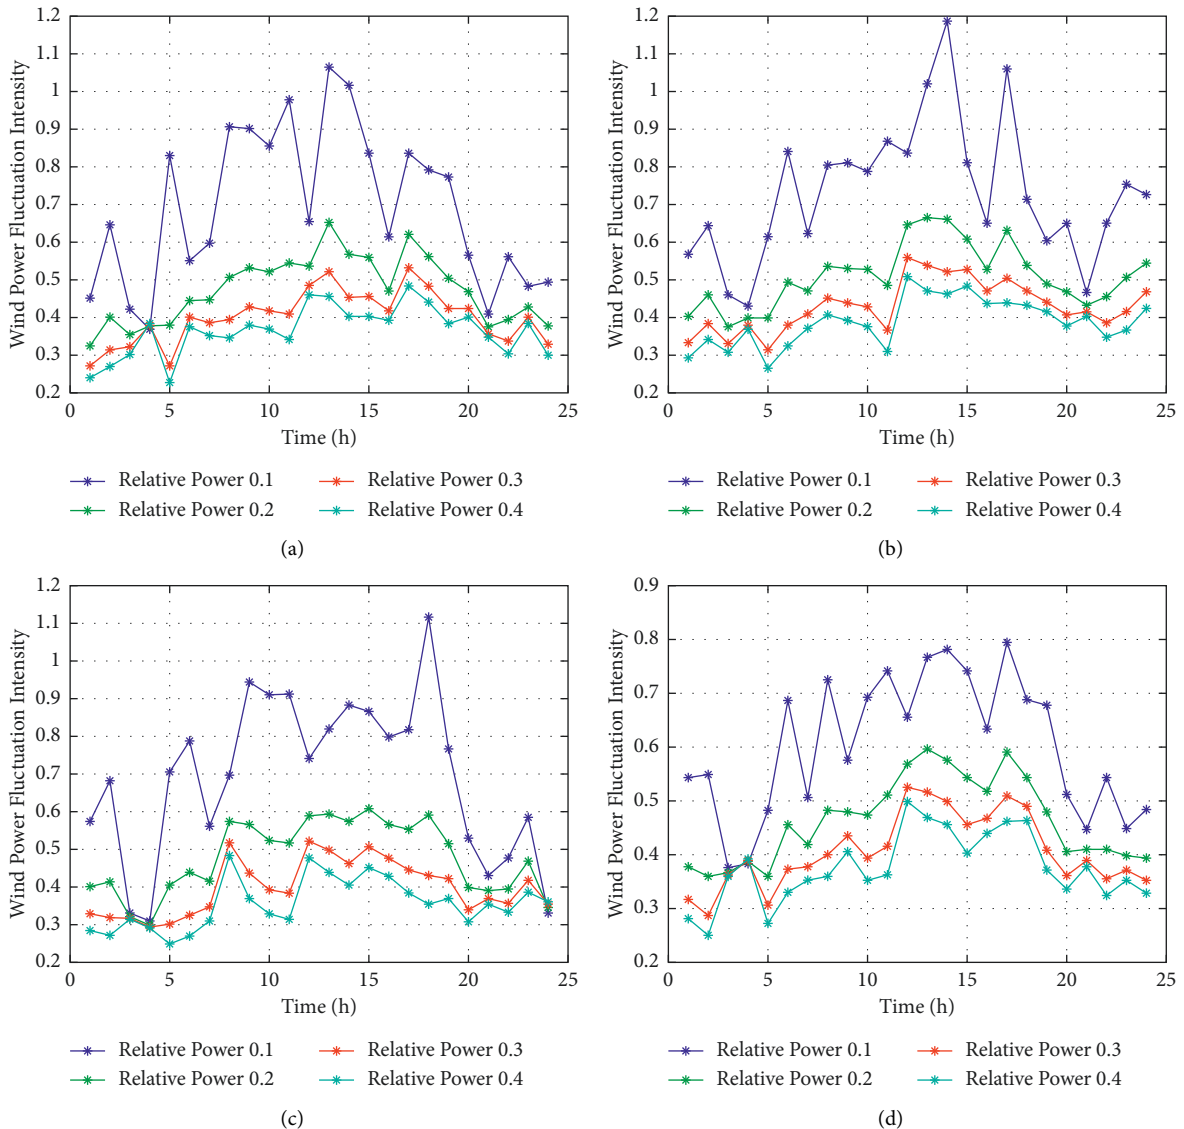 Wind Power Fluctuation Intensity
1.2
1.1
1
0.9
0.8
0.7
0.6
0.5
0.4
0.3
0.2
0 5 10 15 20 25
Time (h)
Relative Power 0.1 Relative Power 0.3
Relative Power 0.2 Relative Power 0.4
(a)
Wind Power Fluctuation Intensity
1.2
1.1
1
0.9
0.8
0.7
0.6
0.5
0.4
0.3
0.2
0 5 10 15 20 25
Time (h)
Relative Power 0.1 Relative Power 0.3
Relative Power 0.2 Relative Power 0.4
(b)
Wind Power Fluctuation Intensity
1.2
1.1
1
0.9
0.8
0.7
0.6
0.5
0.4
0.3
0.2
0 5 10 15 20 25
Time (h)
Relative Power 0.1 Relative Power 0.3
Relative Power 0.2 Relative Power 0.4
(c)
Wind Power Fluctuation Intensity
0.9
0.8
0.7
0.6
0.5
0.4
0.3
0.2
0 5 10 15 20 25
Time (h)
Relative Power 0.1 Relative Power 0.3
Relative Power 0.2 Relative Power 0.4
(d)